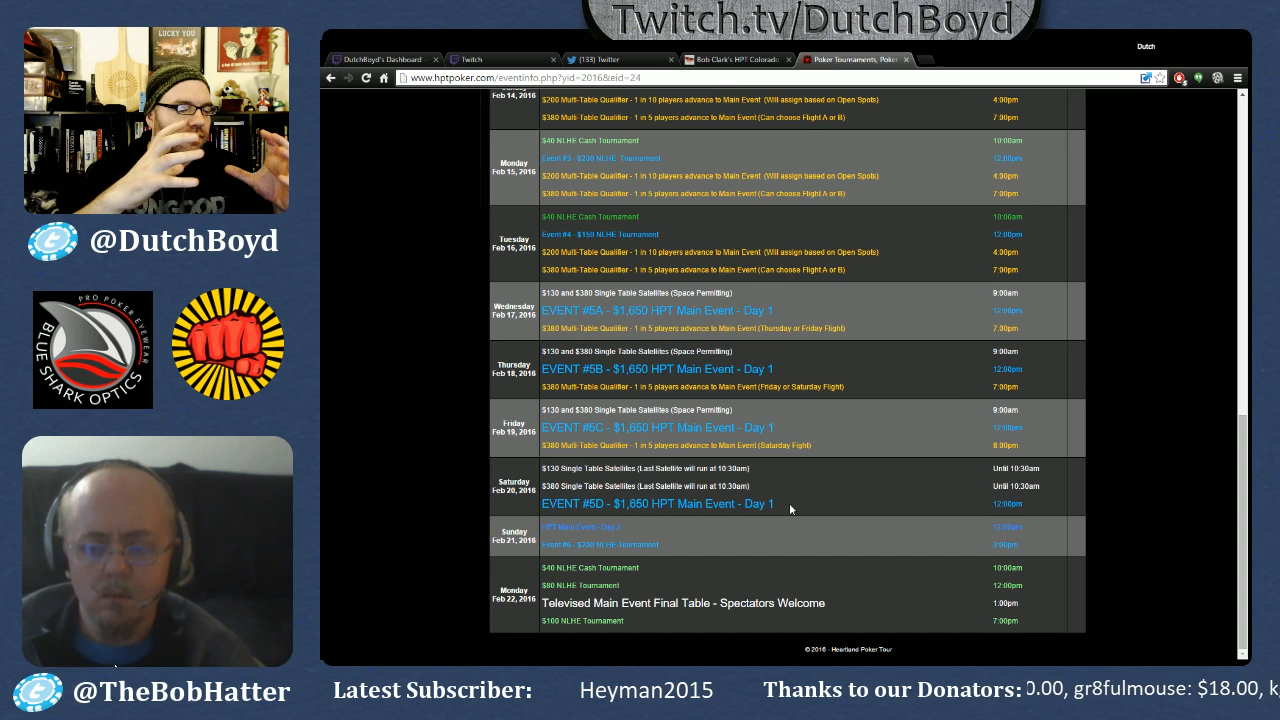 Twitch.tv/DutchBoyd
Dutch
DutchBoyd's Dashboard
Twitch
(133) Twitter
Bob Clark's HPT Colorado
Poker Tournaments, Poker
www.hptpoker.com/eventinfo.php?yid=2016&eid=24
LUCKY YOU
@DutchBoyd
PRO POKER EYEWEAR
BLUE SHARK OPTICS
@TheBobHatter
Feb 14, 2016
$200 Multi-Table Qualifier - 1 in 10 players advance to Main Event (Will assign based on Open Spots) 4:00pm
$380 Multi-Table Qualifier - 1 in 5 players advance to Main Event (Can choose Flight A or B) 7:00pm
Monday
Feb 15, 2016
$40 NLHE Cash Tournament 10:00am
Event #3 - $200 NLHE Tournament 12:00pm
$200 Multi-Table Qualifier - 1 in 10 players advance to Main Event (Will assign based on Open Spots) 4:00pm
$380 Multi-Table Qualifier - 1 in 5 players advance to Main Event (Can choose Flight A or B) 7:00pm
Tuesday
Feb 16, 2016
$40 NLHE Cash Tournament 10:00am
Event #4 - $150 NLHE Tournament 12:00pm
$200 Multi-Table Qualifier - 1 in 10 players advance to Main Event (Will assign based on Open Spots) 4:00pm
$380 Multi-Table Qualifier - 1 in 5 players advance to Main Event (Can choose Flight A or B) 7:00pm
Wednesday
Feb 17, 2016
$130 and $380 Single Table Satellites (Space Permitting) 9:00am
EVENT #5A - $1,650 HPT Main Event - Day 1 12:00pm
$380 Multi-Table Qualifier - 1 in 5 players advance to Main Event (Thursday or Friday Flight) 7:00pm
Thursday
Feb 18, 2016
$130 and $380 Single Table Satellites (Space Permitting) 9:00am
EVENT #5B - $1,650 HPT Main Event - Day 1 12:00pm
$380 Multi-Table Qualifier - 1 in 5 players advance to Main Event (Friday or Saturday Flight) 7:00pm
Friday
Feb 19, 2016
$130 and $380 Single Table Satellites (Space Permitting) 9:00am
EVENT #5C - $1,650 HPT Main Event - Day 1 12:00pm
$380 Multi-Table Qualifier - 1 in 5 players advance to Main Event (Saturday Fight) 8:00pm
Saturday
Feb 20, 2016
$130 Single Table Satellites (Last Satellite will run at 10:30am) Until 10:30am
$380 Single Table Satellites (Last Satellite will run at 10:30am) Until 10:30am
EVENT #5D - $1,650 HPT Main Event - Day 1 12:00pm
Sunday
Feb 21, 2016
HPT Main Event - Day 2 12:00pm
Event #6 - $200 NLHE Tournament 3:00pm
Monday
Feb 22, 2016
$40 NLHE Cash Tournament 10:00am
$80 NLHE Tournament 12:00pm
Televised Main Event Final Table - Spectators Welcome 1:00pm
$100 NLHE Tournament 7:00pm
© 2016 - Heartland Poker Tour
Latest Subscriber: Heyman2015 Thanks to our Donators: 0.00, gr8fulmouse: $18.00, k